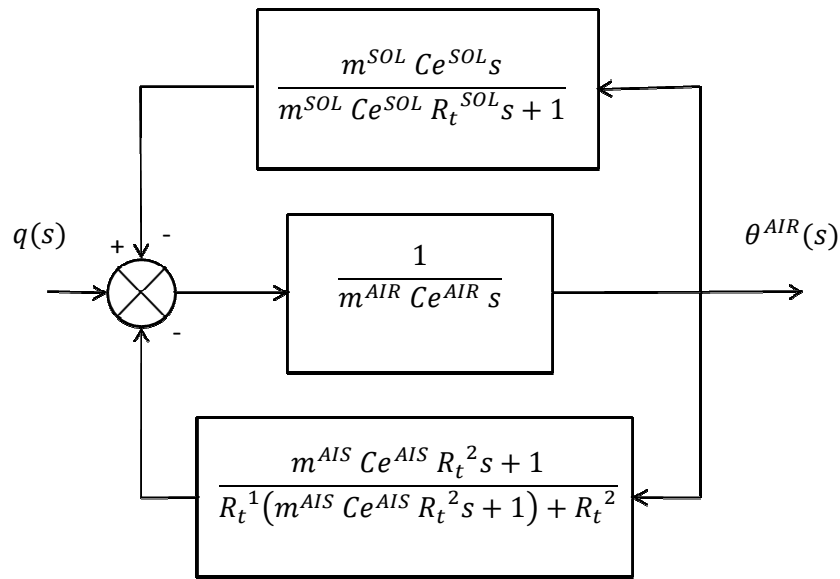 m^SOL Ce^SOL s
m^SOL Ce^SOL R_t^SOL s + 1
q(s)
+
-
1
m^AIR Ce^AIR s
θ^AIR(s)
-
m^AIS Ce^AIS R_t^2 s + 1
R_t^1(m^AIS Ce^AIS R_t^2 s + 1) + R_t^2